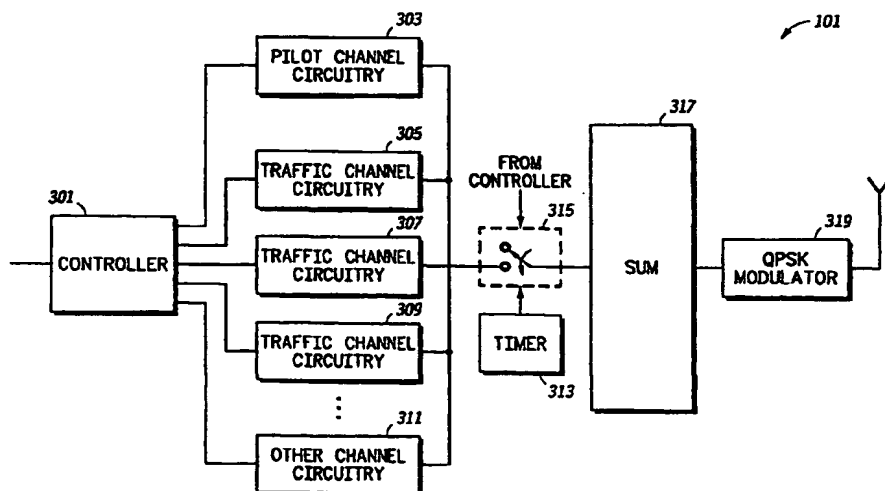 101
303
PILOT CHANNEL
CIRCUITRY
305
TRAFFIC CHANNEL
CIRCUITRY
301
CONTROLLER
307
TRAFFIC CHANNEL
CIRCUITRY
309
TRAFFIC CHANNEL
CIRCUITRY
311
OTHER CHANNEL
CIRCUITRY
FROM
CONTROLLER
315
TIMER
313
317
SUM
319
QPSK
MODULATOR